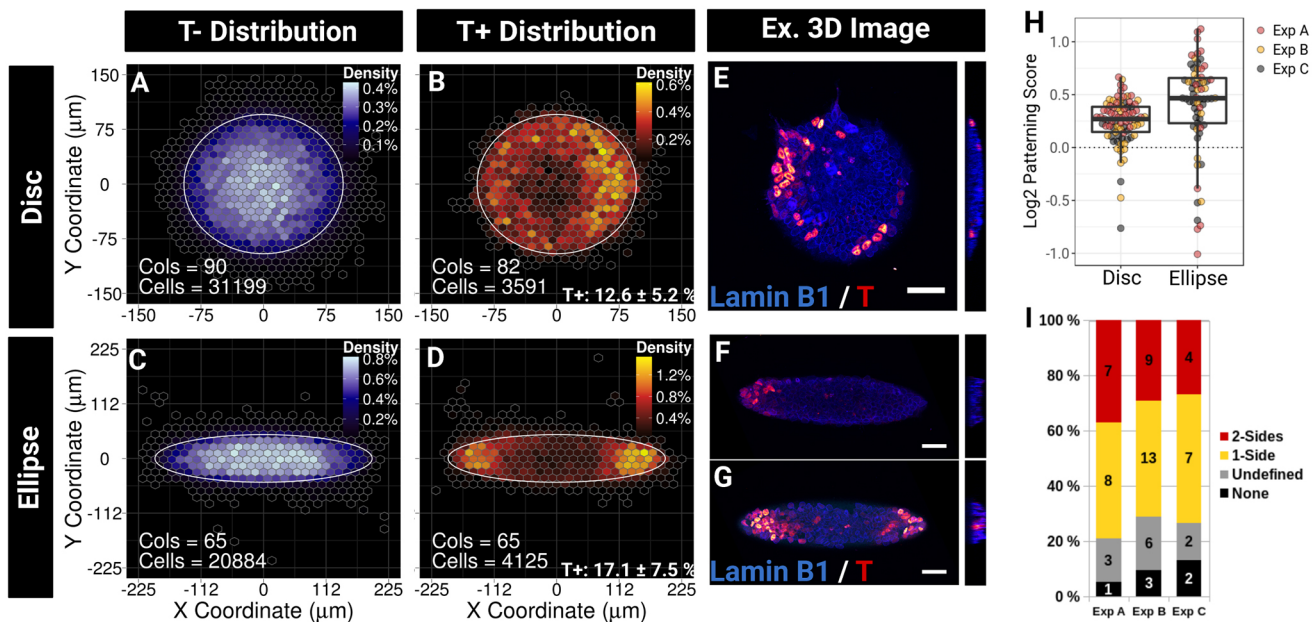 T- Distribution
T+ Distribution
Ex. 3D Image
Disc
Ellipse
A
Density
0.4%
0.3%
0.2%
0.1%
150
75
0
-75
-150
Y Coordinate (µm)
Cols = 90
Cells = 31199
-150
-75
0
75
150
B
Density
0.6%
0.4%
0.2%
Cols = 82
Cells = 3591
T+: 12.6 ± 5.2 %
-150
-75
0
75
150
E
Lamin B1 / T
C
Density
0.8%
0.6%
0.4%
0.2%
225
112
0
-112
-225
Y Coordinate (µm)
Cols = 65
Cells = 20884
-225
-112
0
112
225
X Coordinate (µm)
D
Density
1.2%
0.8%
0.4%
Cols = 65
Cells = 4125
T+: 17.1 ± 7.5 %
-225
-112
0
112
225
X Coordinate (µm)
F
G
Lamin B1 / T
H
Log2 Patterning Score
1.0
0.5
0.0
-0.5
-1.0
Disc
Ellipse
Exp A
Exp B
Exp C
I
100 %
80 %
60 %
40 %
20 %
0 %
7
8
3
1
9
13
6
3
4
7
2
2
Exp A
Exp B
Exp C
2-Sides
1-Side
Undefined
None